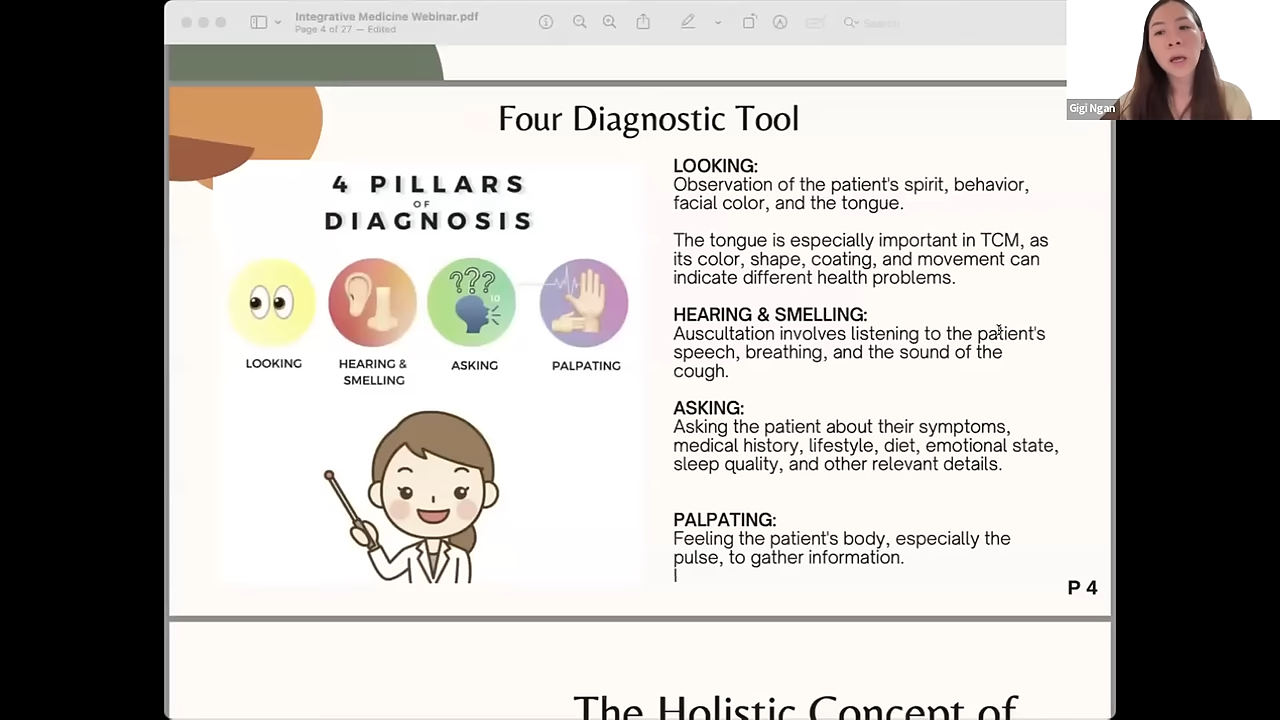 Integrative Medicine Webinar.pdf
Page 4 of 27 — Edited
Search
Gigi Ngan
Four Diagnostic Tool
4 PILLARS
OF
DIAGNOSIS
???
LOOKING
HEARING &
SMELLING
ASKING
PALPATING
LOOKING:
Observation of the patient's spirit, behavior,
facial color, and the tongue.
The tongue is especially important in TCM, as
its color, shape, coating, and movement can
indicate different health problems.
HEARING & SMELLING:
Auscultation involves listening to the patient's
speech, breathing, and the sound of the
cough.
ASKING:
Asking the patient about their symptoms,
medical history, lifestyle, diet, emotional state,
sleep quality, and other relevant details.
PALPATING:
Feeling the patient's body, especially the
pulse, to gather information.
P 4
The Holistic Concept of